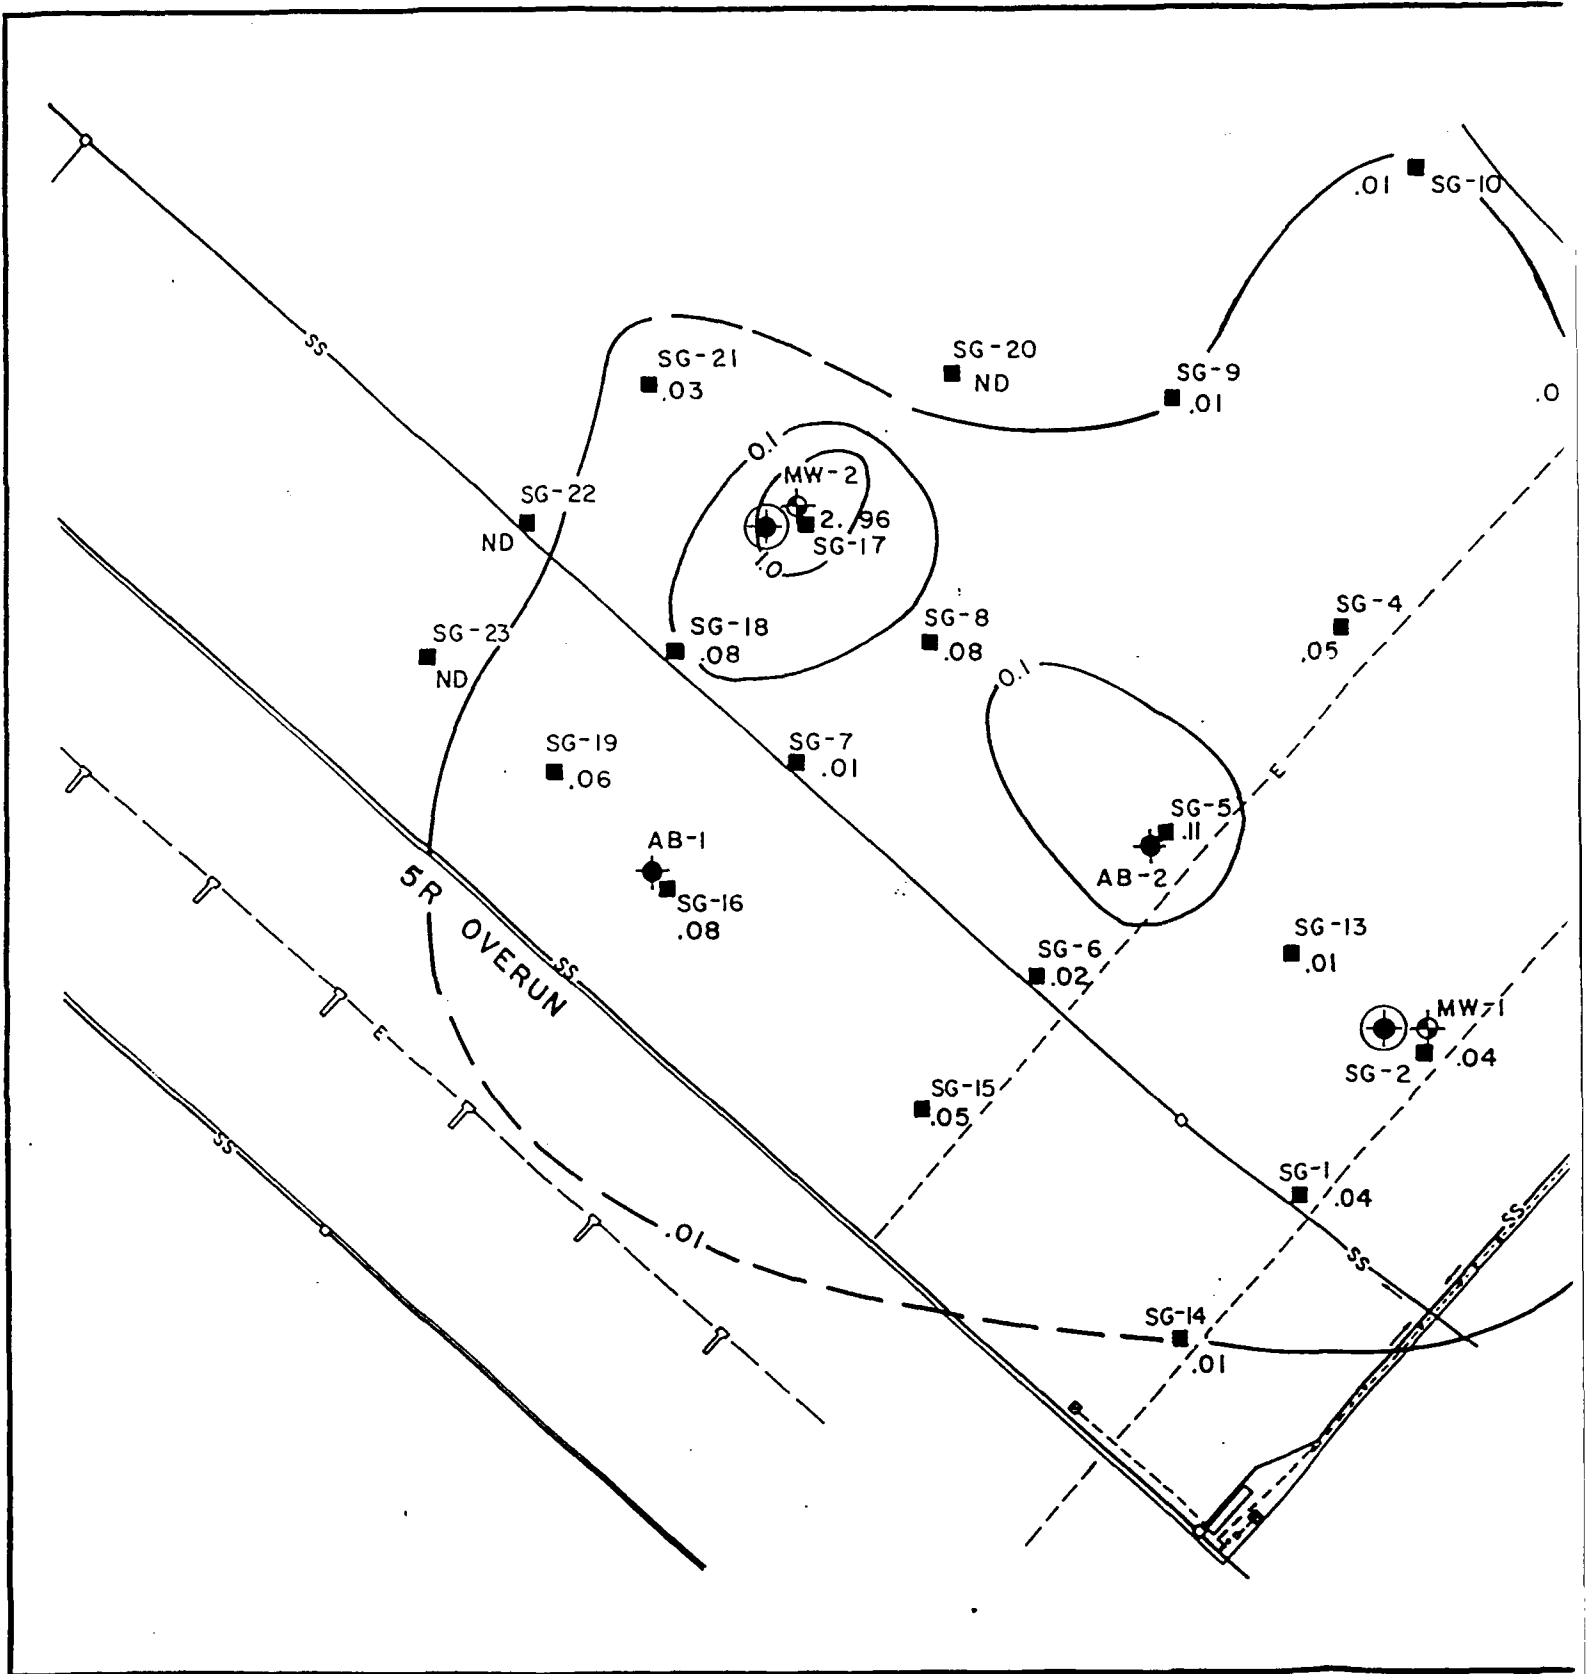 .01
SG-10
SS
SG-21
.03
SG-20
ND
SG-9
.01
.0
0.1
MW-2
2.96
SG-17
1.0
SG-22
ND
SG-23
ND
SG-18
.08
SG-8
.08
SG-4
.05
0.1
SG-19
.06
SG-7
.01
E
SG-5
.11
AB-2
AB-1
SG-16
.08
5R OVERUN
SS
SG-6
.02
SG-13
.01
MW-1
SG-2
.04
E
SG-15
.05
SS
SG-1
.04
SS
SS
.01
SG-14
.01